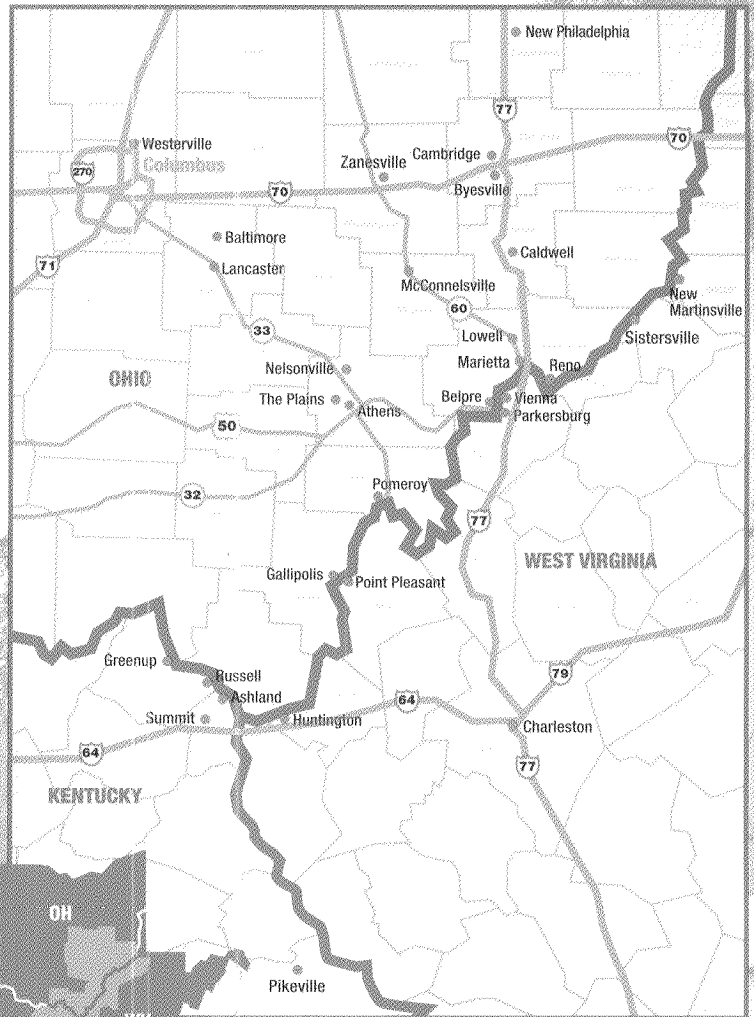 New Philadelphia
77
70
Westerville
Columbus
270
Zanesville
Cambridge
Byesville
70
Baltimore
Lancaster
71
Caldwell
McConnelsville
New
Martinsville
60
Lowell
Sistersville
33
Marietta
Reno
Nelsonville
OHIO
The Plains
Athens
Belpre
Vienna
Parkersburg
50
32
Pomeroy
77
WEST VIRGINIA
Gallipolis
Point Pleasant
Greenup
Russell
Ashland
79
64
Summit
Huntington
Charleston
64
77
KENTUCKY
OH
Pikeville